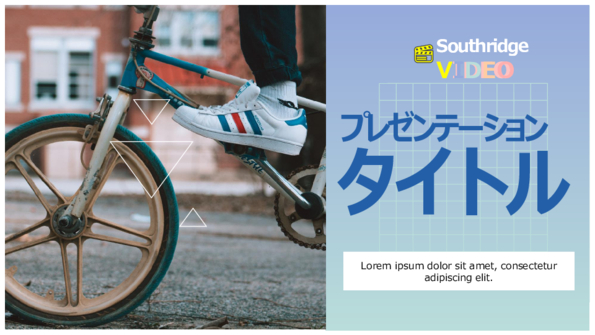 Southridge
VIDEO
プレゼンテーション
タイトル
Lorem ipsum dolor sit amet, consectetur
adipiscing elit.